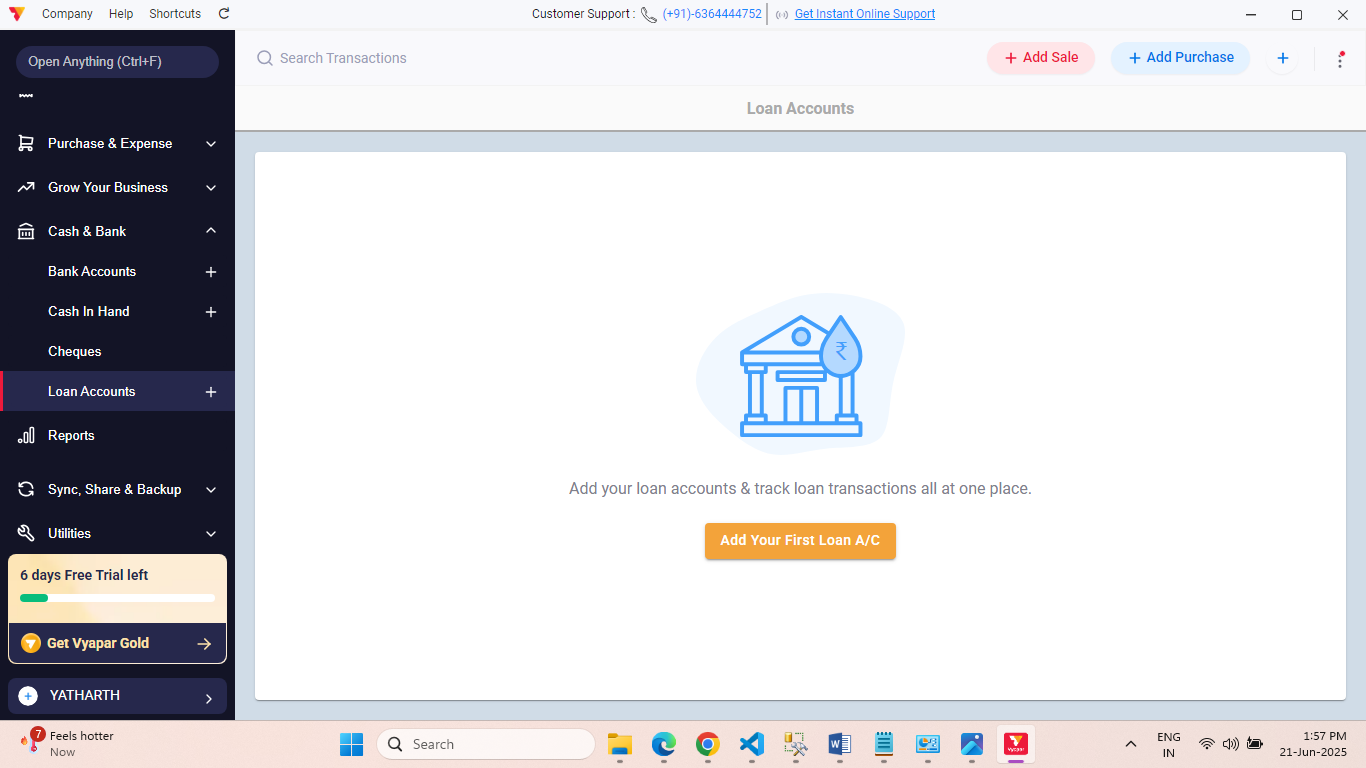 Company Help Shortcuts
Customer Support : (+91)-6364444752 Get Instant Online Support
Open Anything (Ctrl+F)
Purchase & Expense
Grow Your Business
Cash & Bank
Bank Accounts +
Cash In Hand +
Cheques
Loan Accounts +
Reports
Sync, Share & Backup
Utilities
6 days Free Trial left
Get Vyapar Gold
+ YATHARTH
Search Transactions
+ Add Sale
+ Add Purchase
+
Loan Accounts
₹
Add your loan accounts & track loan transactions all at one place.
Add Your First Loan A/C
7
Feels hotter
Now
Search
Vyapar
ENG
IN
1:57 PM
21-Jun-2025